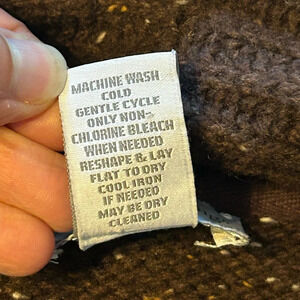 MACHINE WASH
COLD
GENTLE CYCLE
ONLY NON-
CHLORINE BLEACH
WHEN NEEDED
RESHAPE & LAY
FLAT TO DRY
COOL IRON
IF NEEDED
MAY BE DRY
CLEANED